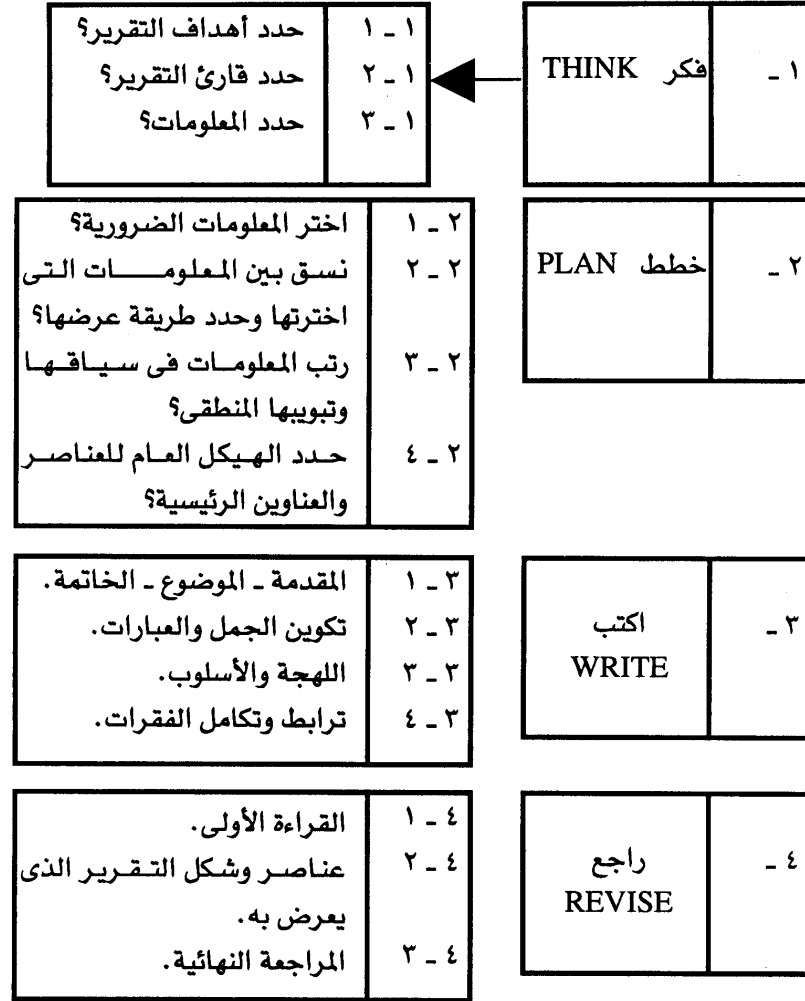 ١ -
فكر THINK
١ - ١ حدد أهداف التقرير؟
١ - ٢ حدد قارئ التقرير؟
١ - ٣ حدد المعلومات؟
٢ -
خطط PLAN
٢ - ١ اختر المعلومات الضرورية؟
٢ - ٢ نسق بين المعلومات التى
اخترتها وحدد طريقة عرضها؟
٢ - ٣ رتب المعلومات فى سياقها
وتبويبها المنطقى؟
٢ - ٤ حدد الهيكل العام للعناصر
والعناوين الرئيسية؟
٣ -
اكتب
WRITE
٣ - ١ المقدمة - الموضوع - الخاتمة.
٣ - ٢ تكوين الجمل والعبارات.
٣ - ٣ اللهجة والأسلوب.
٣ - ٤ ترابط وتكامل الفقرات.
٤ -
راجع
REVISE
٤ - ١ القراءة الأولى.
٤ - ٢ عناصر وشكل التقرير الذى
يعرض به.
٤ - ٣ المراجعة النهائية.